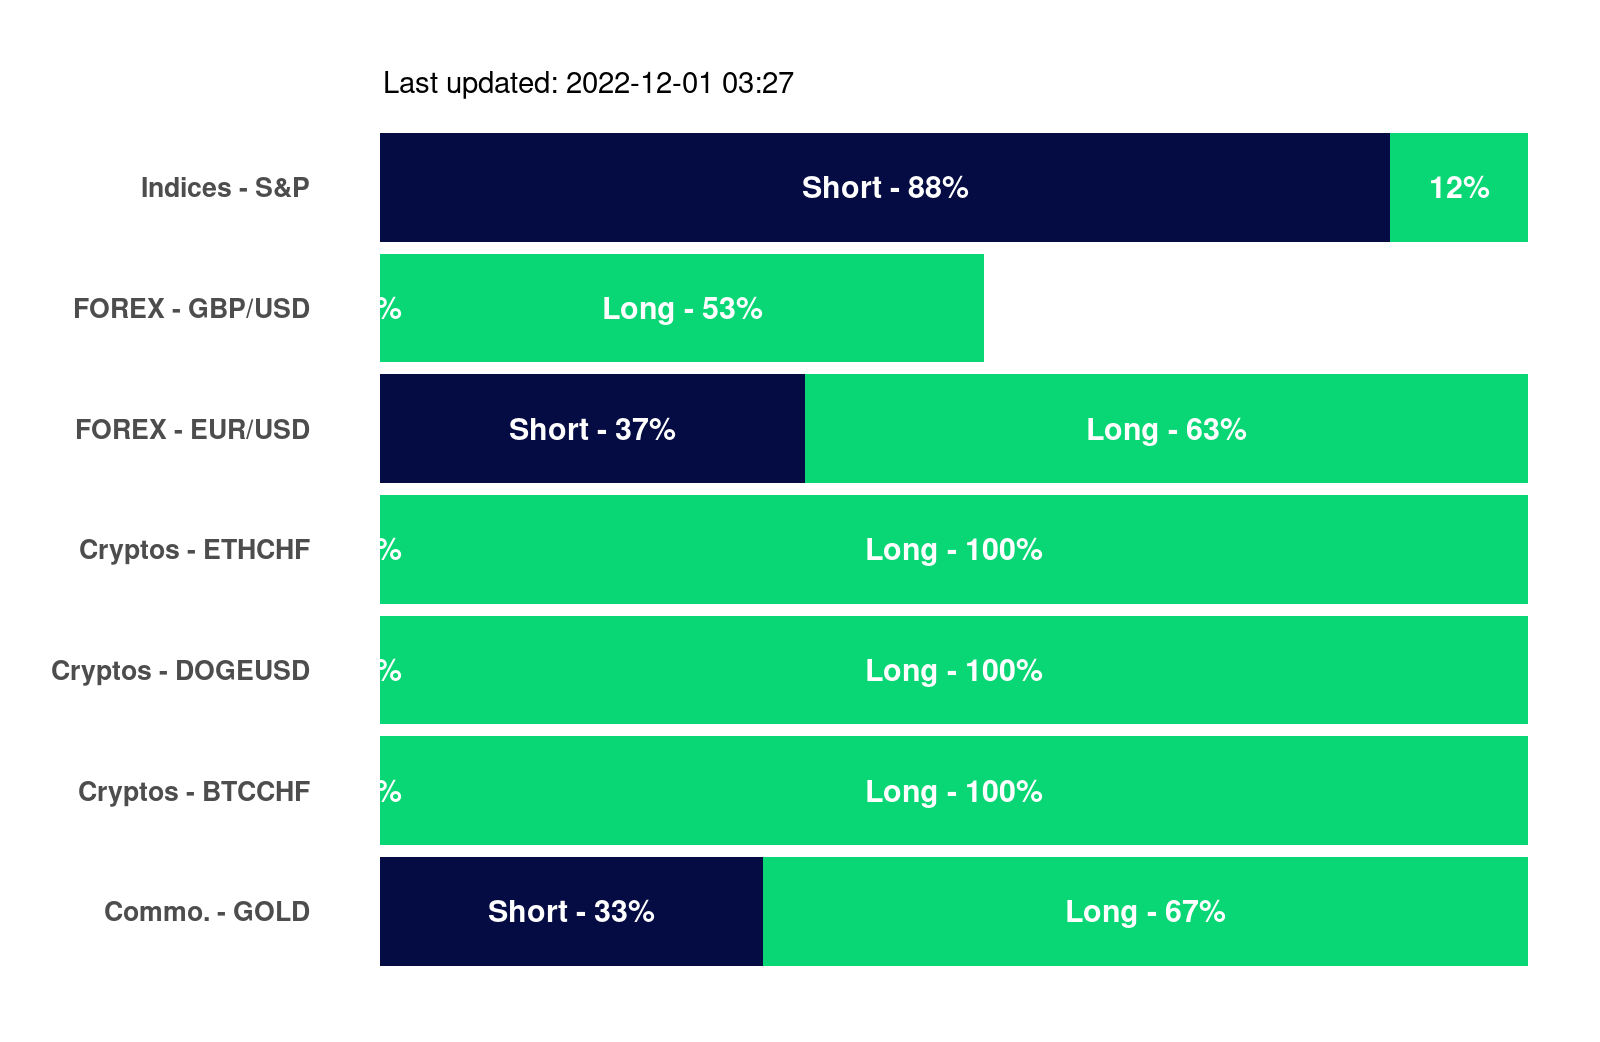 Last updated: 2022-12-01 03:27
Indices - S&P Short - 88% 12%
FOREX - GBP/USD % Long - 53%
FOREX - EUR/USD Short - 37% Long - 63%
Cryptos - ETHCHF % Long - 100%
Cryptos - DOGEUSD % Long - 100%
Cryptos - BTCCHF % Long - 100%
Commo. - GOLD Short - 33% Long - 67%